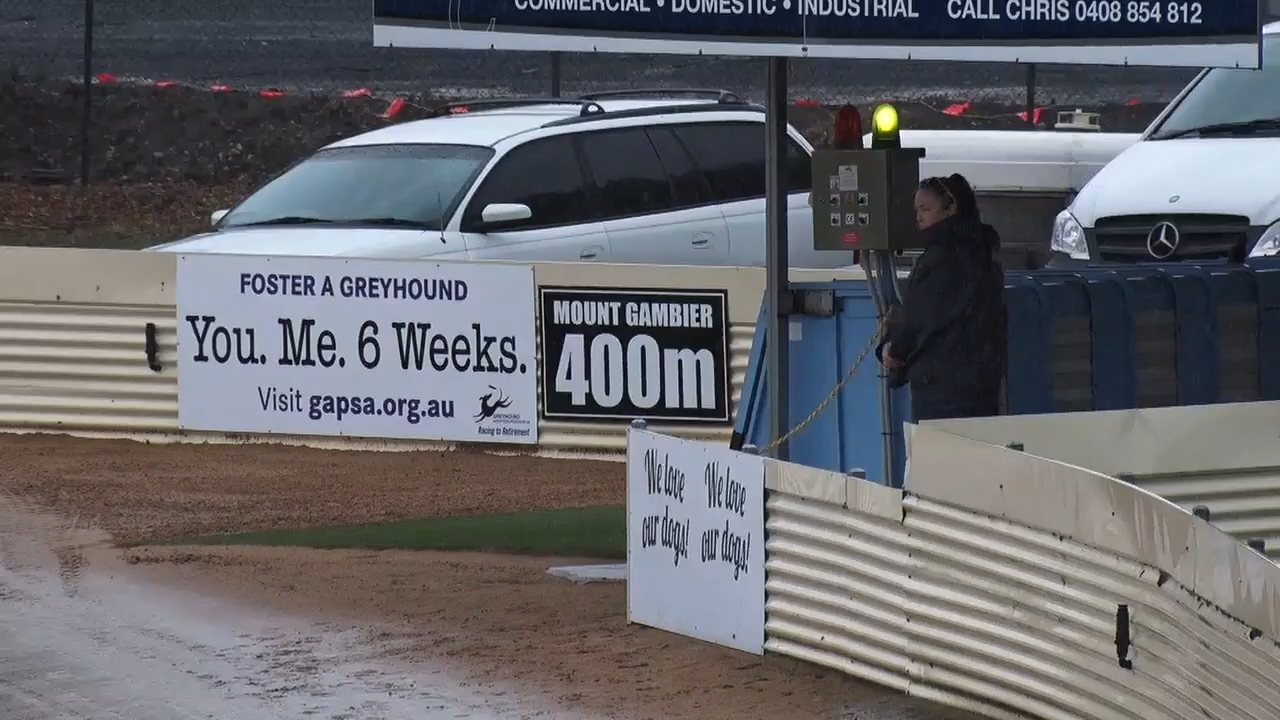 COMMERCIAL • DOMESTIC • INDUSTRIAL CALL CHRIS 0408 854 812
FOSTER A GREYHOUND
You. Me. 6 Weeks.
Visit gapsa.org.au
GREYHOUND
Racing to Retirement
MOUNT GAMBIER
400m
We love our dogs!
We love our dogs!